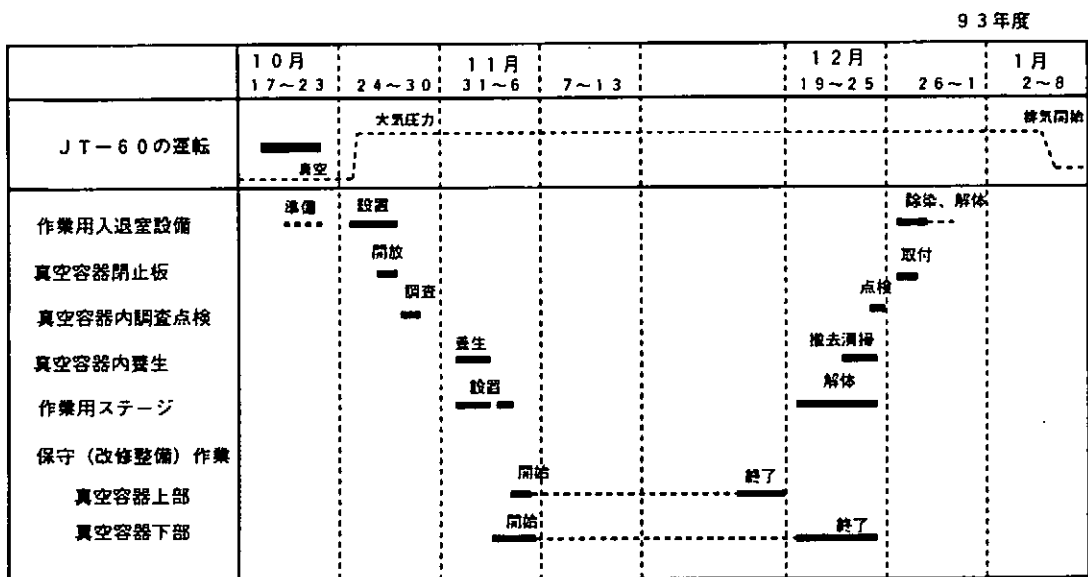 93年度
10月 11月 12月 1月
17~23 24~30 31~6 7~13 19~25 26~1 2~8
大気圧力 排気開始
JT-60の運転
真空
準備 設置 除染、解体
作業用入退室設備
開放 取付
真空容器閉止板
調査 点検
真空容器内調査点検
養生 撤去清掃
真空容器内養生
設置 解体
作業用ステージ
保守(改修整備)作業
開始 終了
真空容器上部
開始 終了
真空容器下部